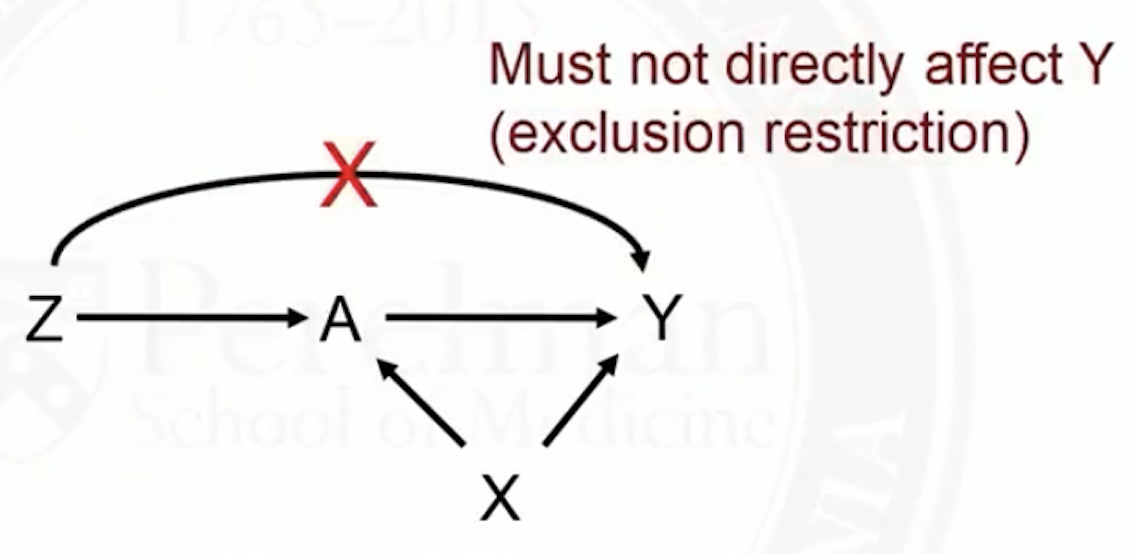 1765–2015
Must not directly affect Y
(exclusion restriction)
X
Z A Y
Perelman
School of Medicine
X